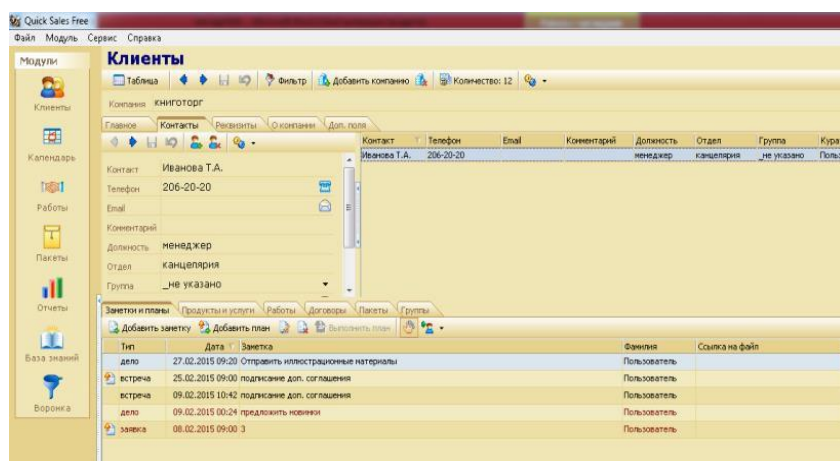 Quick Sales Free
Файл Модуль Сервис Справка
Модули
Клиенты
Таблица Фильтр Добавить компанию Количество: 12
Клиенты
Компания книготорг
Главное Контакты Реквизиты О компании Доп. поля
Контакт Телефон Email Комментарий Должность Отдел Группа Кура
Иванова Т.А. 206-20-20 менеджер канцелярия _не указано Польз
Календарь
Контакт Иванова Т.А.
Телефон 206-20-20
Работы
Email
Комментарий
Должность менеджер
Пакеты
Отдел канцелярия
Группа _не указано
Отчеты
Заметки и планы Продукты и услуги Работы Договоры Пакеты Группы
Добавить заметку Добавить план Выполнить план
Тип Дата Заметка Фамилия Ссылка на файл
База знаний
дело 27.02.2015 09:20 Отправить иллюстрационные материалы Пользователь
встреча 25.02.2015 09:00 подписание доп. соглашения Пользователь
встреча 09.02.2015 10:42 подписание доп. соглашения Пользователь
Воронка
дело 09.02.2015 00:24 предложить новинки Пользователь
заявка 08.02.2015 09:00 3 Пользователь